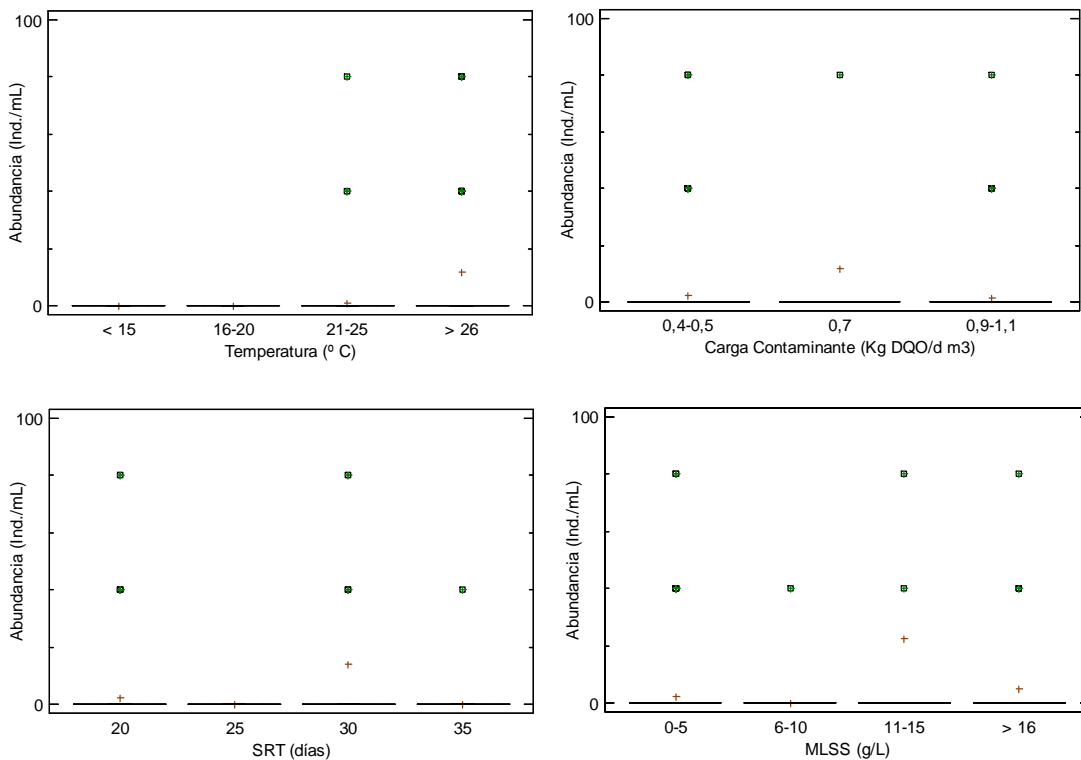 100
Abundancia (Ind./mL)
0
< 15 16-20 21-25 > 26
Temperatura (º C)
100
Abundancia (Ind./mL)
0
0,4-0,5 0,7 0,9-1,1
Carga Contaminante (Kg DQO/d m3)
100
Abundancia (Ind./mL)
0
20 25 30 35
SRT (días)
100
Abundancia (Ind./mL)
0
0-5 6-10 11-15 > 16
MLSS (g/L)